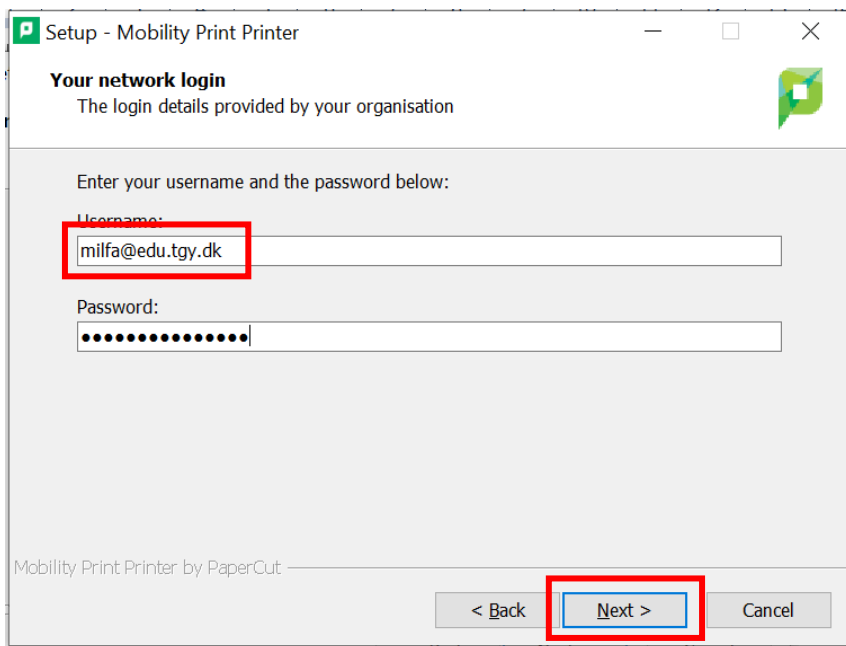 Setup - Mobility Print Printer
Your network login
The login details provided by your organisation
Enter your username and the password below:
Username:
milfa@edu.tgy.dk
Password:
●●●●●●●●●●●●●●●
Mobility Print Printer by PaperCut
< Back
Next >
Cancel